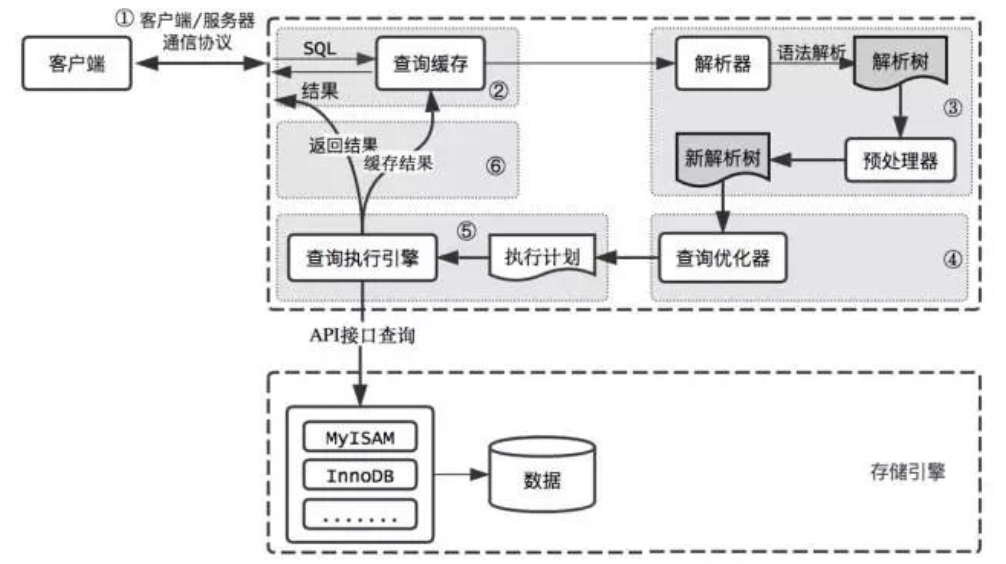 ① 客户端/服务器
通信协议
客户端
SQL
结果
查询缓存
②
解析器
语法解析
解析树
③
预处理器
新解析树
返回结果
缓存结果
⑥
⑤
查询执行引擎
执行计划
查询优化器
④
API接口查询
MyISAM
InnoDB
.......
数据
存储引擎